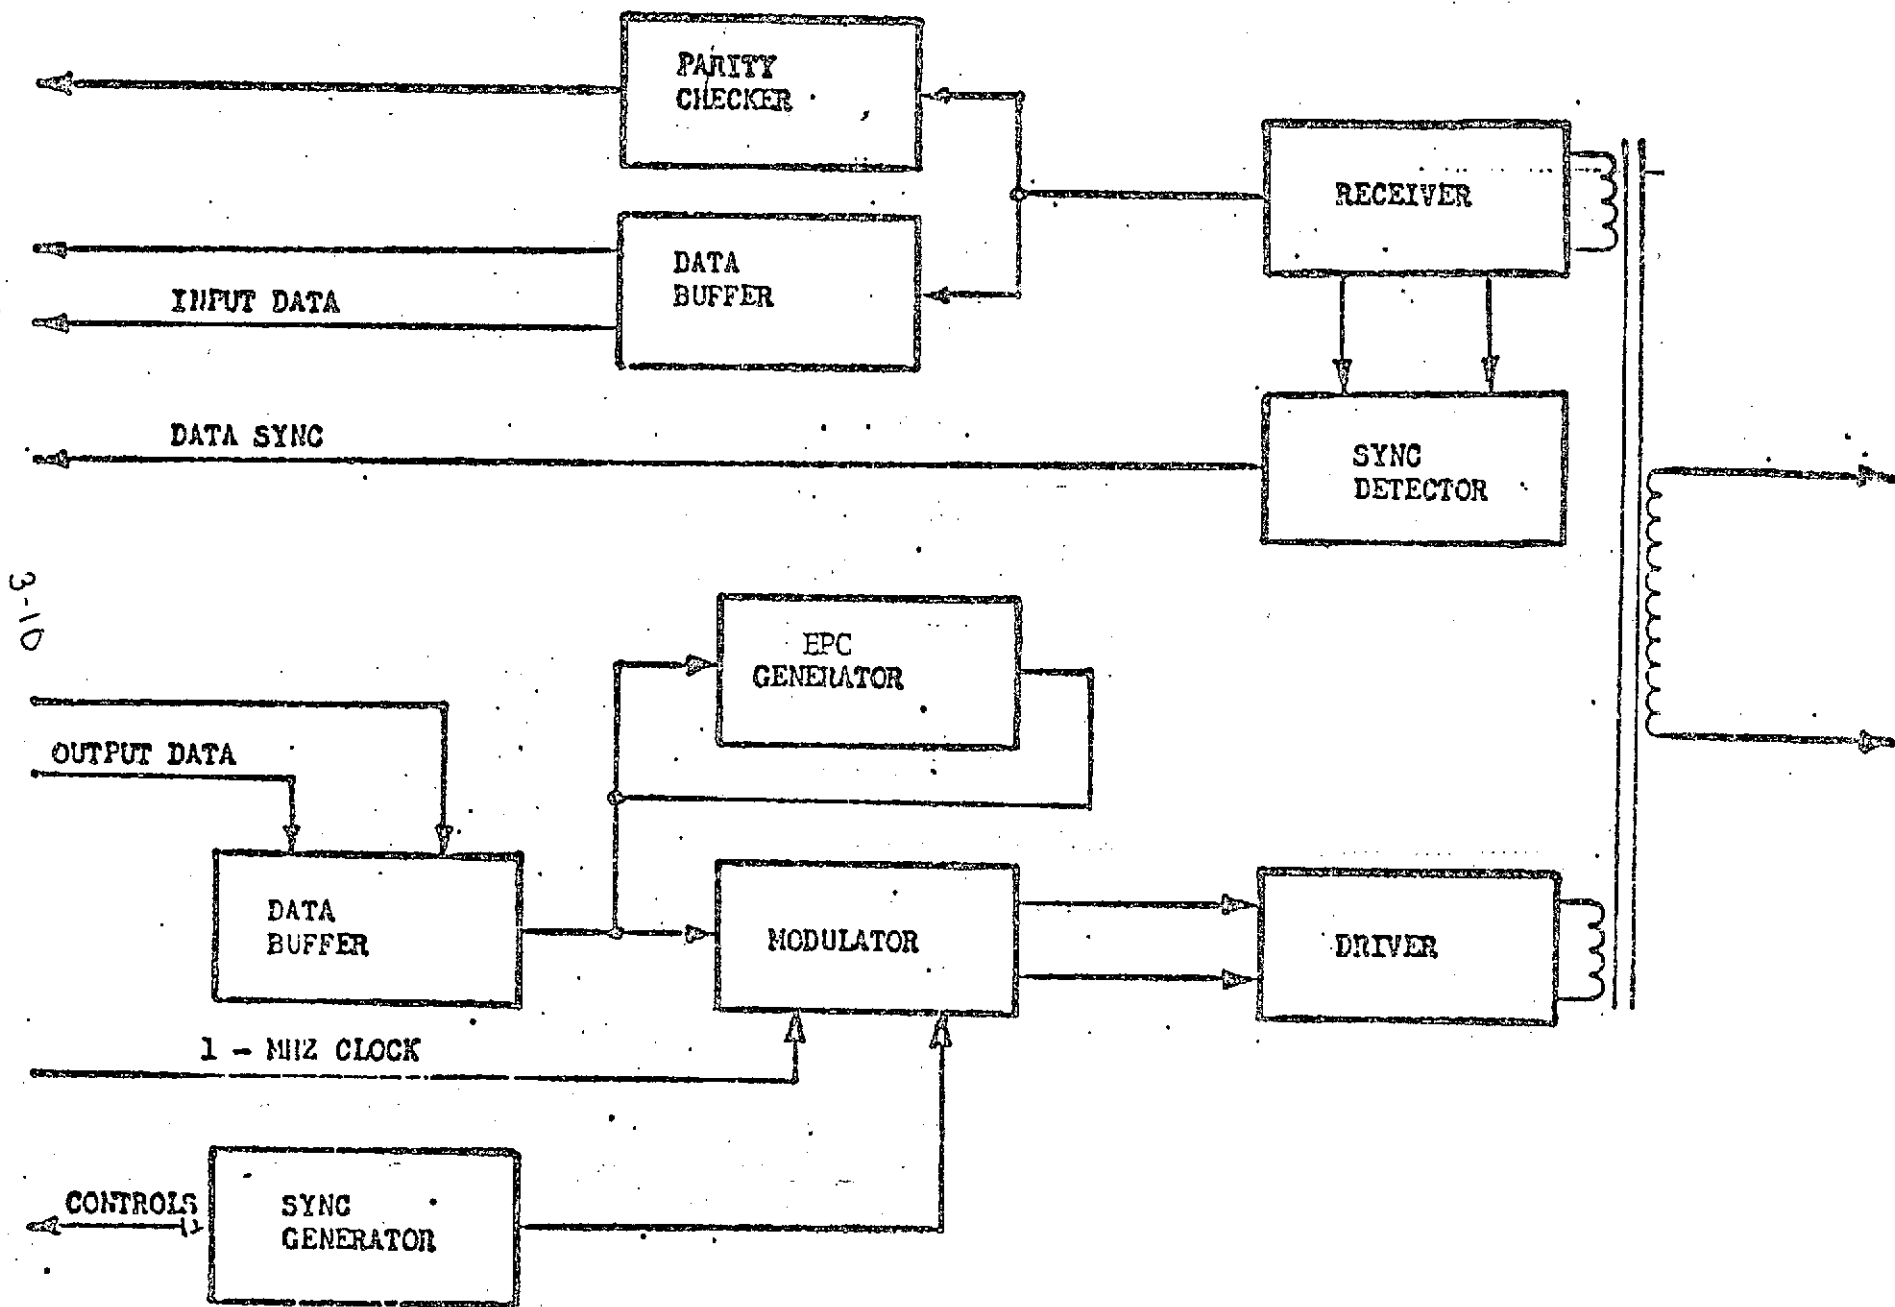 PARITY
CHECKER
RECEIVER
DATA
BUFFER
INPUT DATA
DATA SYNC
SYNC
DETECTOR
3-10
EPC
GENERATOR
OUTPUT DATA
DATA
BUFFER
MODULATOR
DRIVER
1 - MHZ CLOCK
CONTROLS
SYNC
GENERATOR